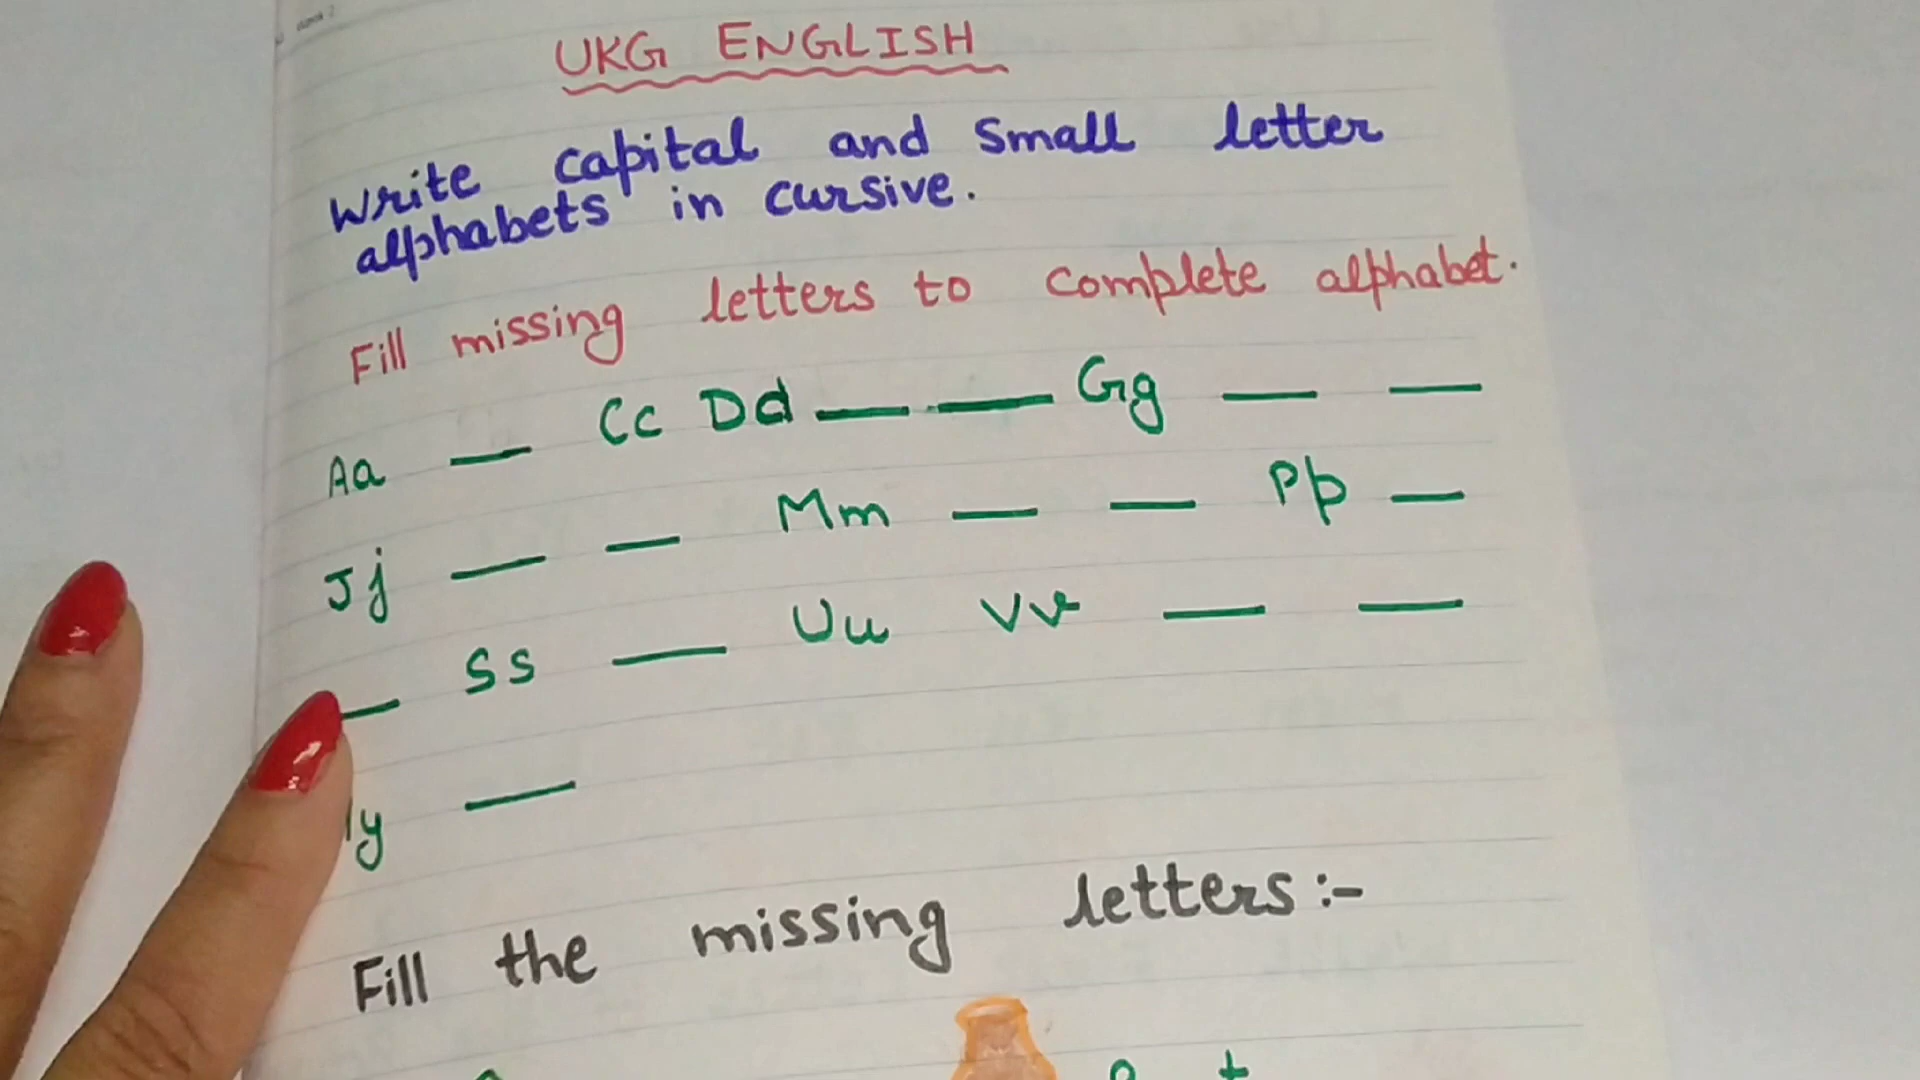 UKG ENGLISH
Write capital and small letter
alphabets in cursive.
Fill missing letters to complete alphabet.
Aa __ Cc Dd __ __ Gg __ __
Jj __ __ Mm __ __ Pp __
__ Ss __ Uu Vv __ __
y __
Fill the missing letters:-